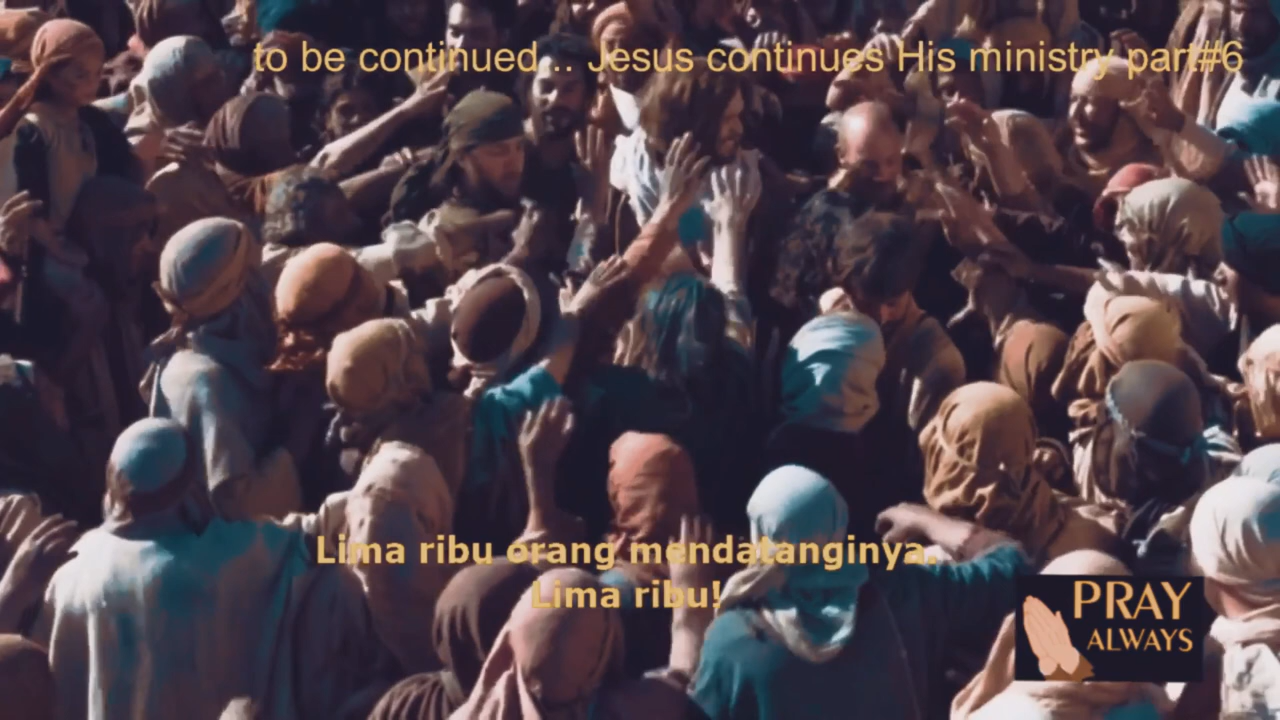 to be continued .. Jesus continues His ministry part#6
Lima ribu orang mendatanginya.
Lima ribu!
PRAY
ALWAYS